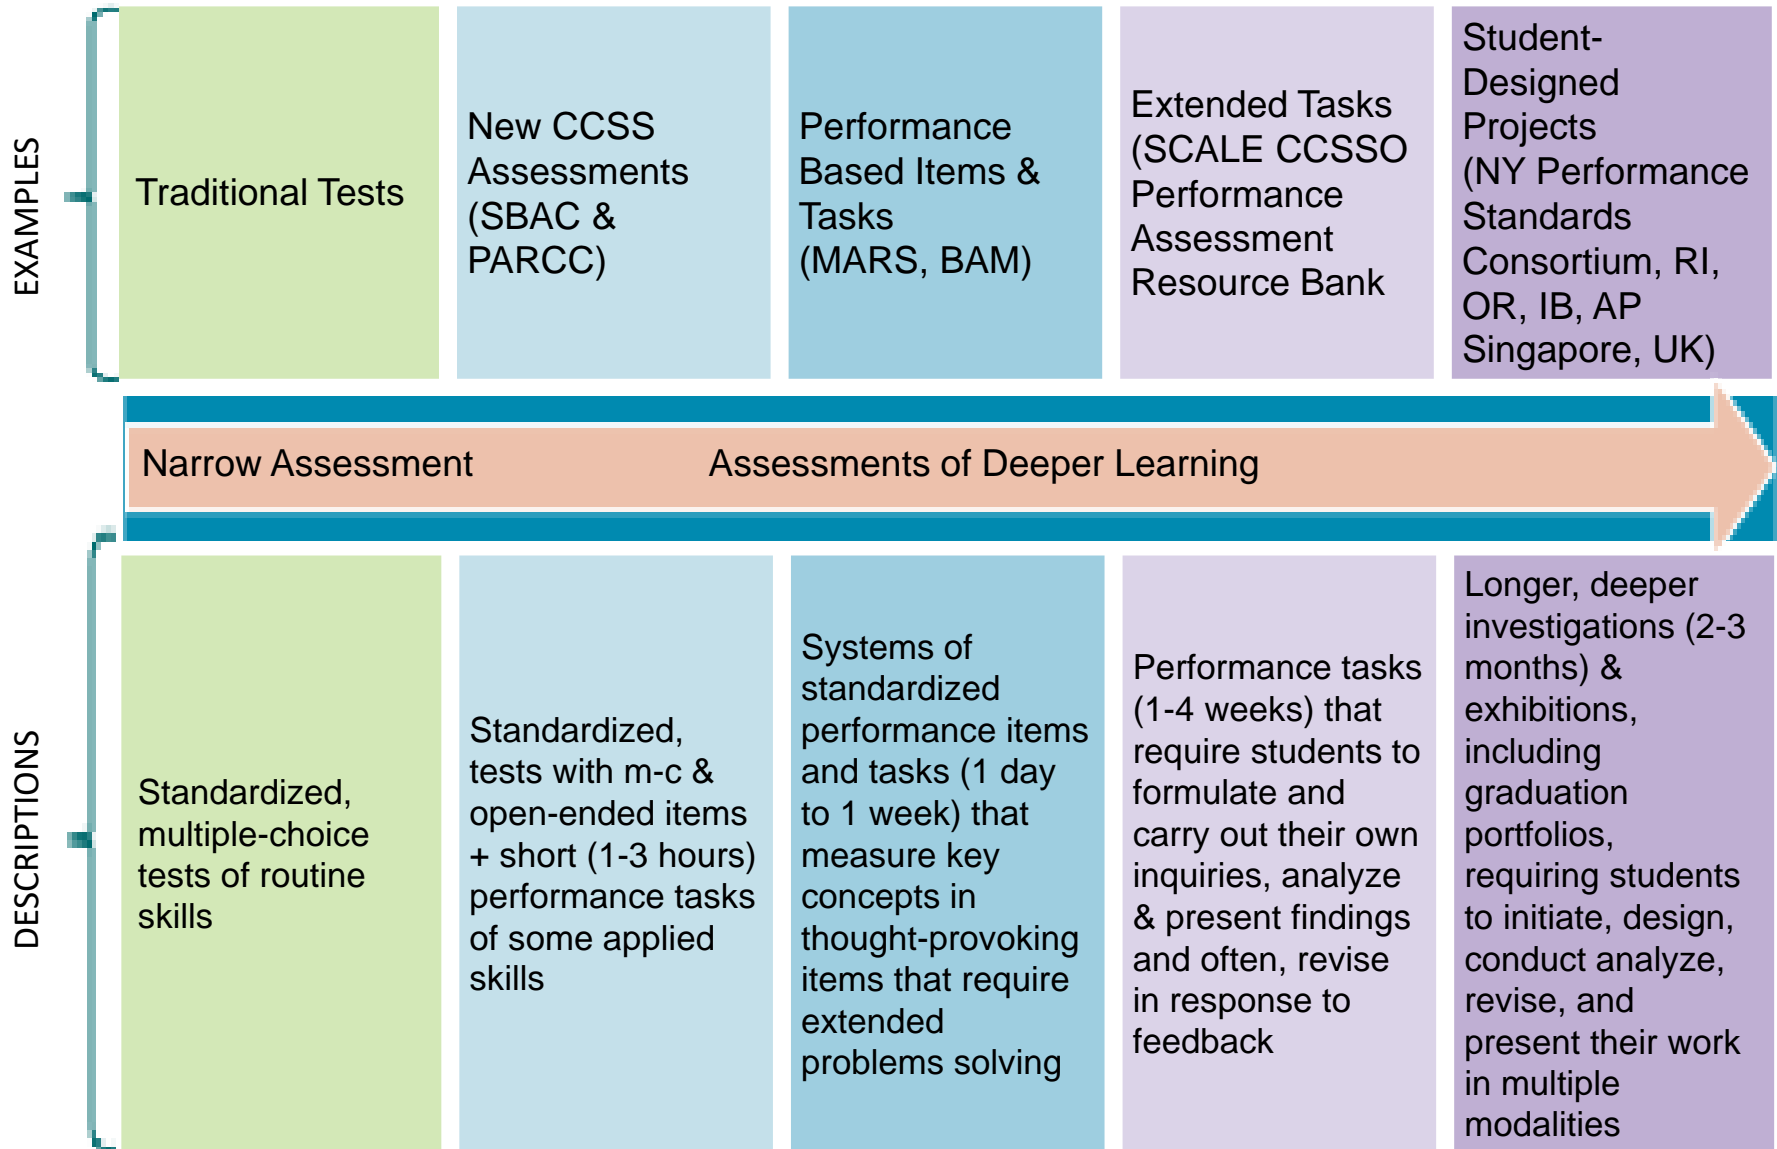 EXAMPLES
Traditional Tests
New CCSS
Assessments
(SBAC &
PARCC)
Performance
Based Items &
Tasks
(MARS, BAM)
Extended Tasks
(SCALE CCSSO
Performance
Assessment
Resource Bank
Student-
Designed
Projects
(NY Performance
Standards
Consortium, RI,
OR, IB, AP
Singapore, UK)
Narrow Assessment
Assessments of Deeper Learning
DESCRIPTIONS
Standardized,
multiple-choice
tests of routine
skills
Standardized,
tests with m-c &
open-ended items
+ short (1-3 hours)
performance tasks
of some applied
skills
Systems of
standardized
performance items
and tasks (1 day
to 1 week) that
measure key
concepts in
thought-provoking
items that require
extended
problems solving
Performance tasks
(1-4 weeks) that
require students to
formulate and
carry out their own
inquiries, analyze
& present findings
and often, revise
in response to
feedback
Longer, deeper
investigations (2-3
months) &
exhibitions,
including
graduation
portfolios,
requiring students
to initiate, design,
conduct analyze,
revise, and
present their work
in multiple
modalities